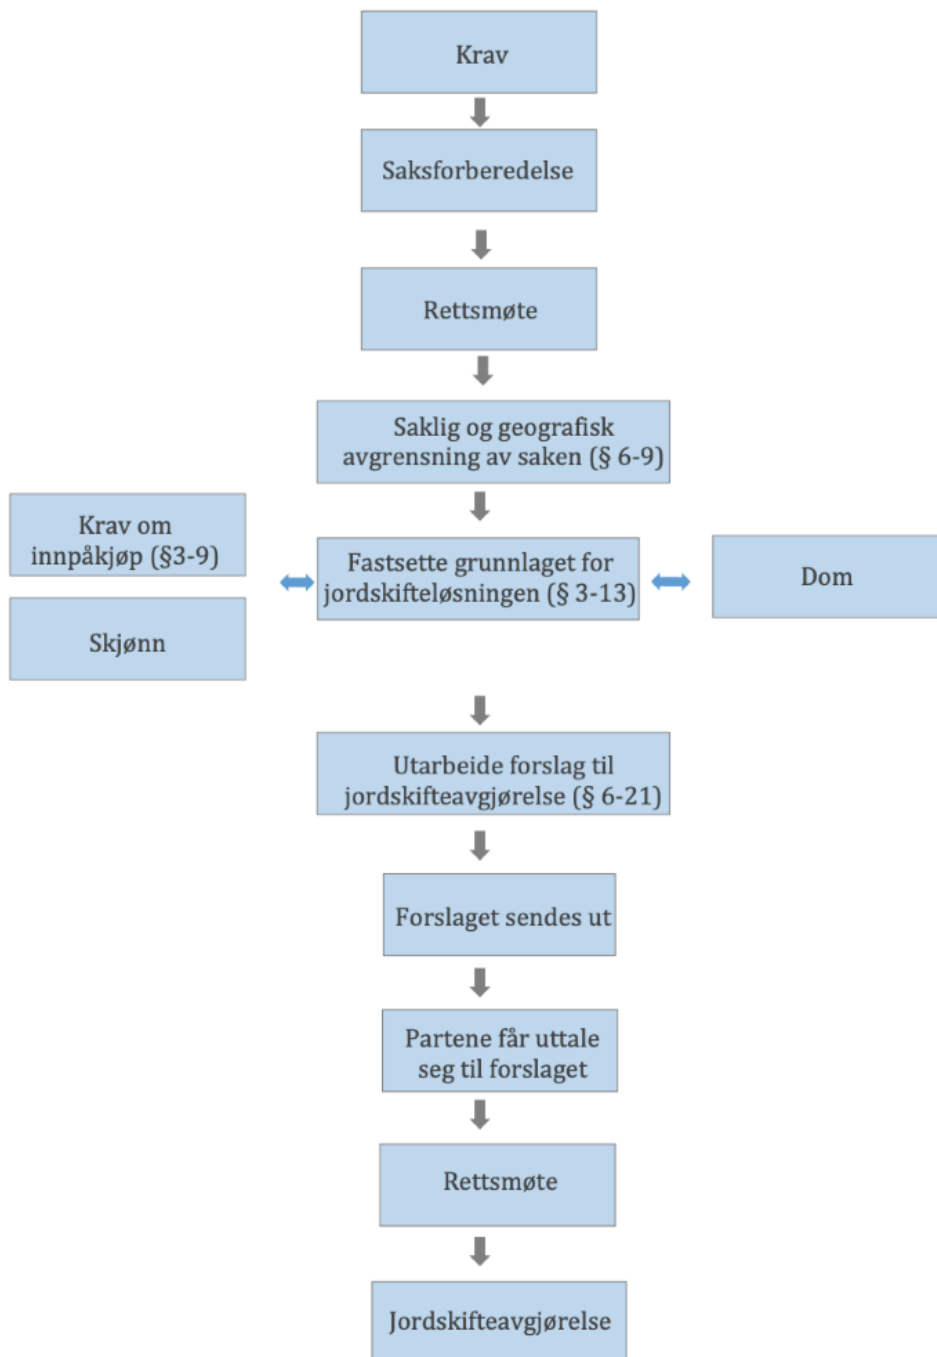 Krav
Saksforberedelse
Rettsmøte
Saklig og geografisk
avgrensning av saken (§ 6-9)
Krav om
innpåkjøp (§3-9)
Skjønn
Fastsette grunnlaget for
jordskifteløsningen (§ 3-13)
Dom
Utarbeide forslag til
jordskifteavgjørelse (§ 6-21)
Forslaget sendes ut
Partene får uttale
seg til forslaget
Rettsmøte
Jordskifteavgjørelse